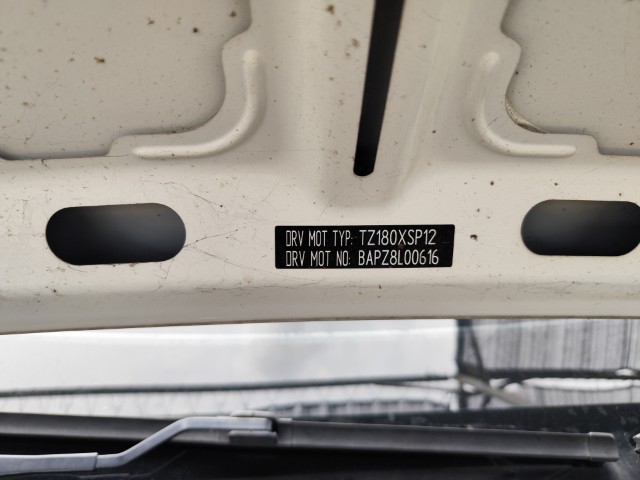 DRV MOT TYP: TZ180XSP12
DRV MOT NO: BAPZ8L00616